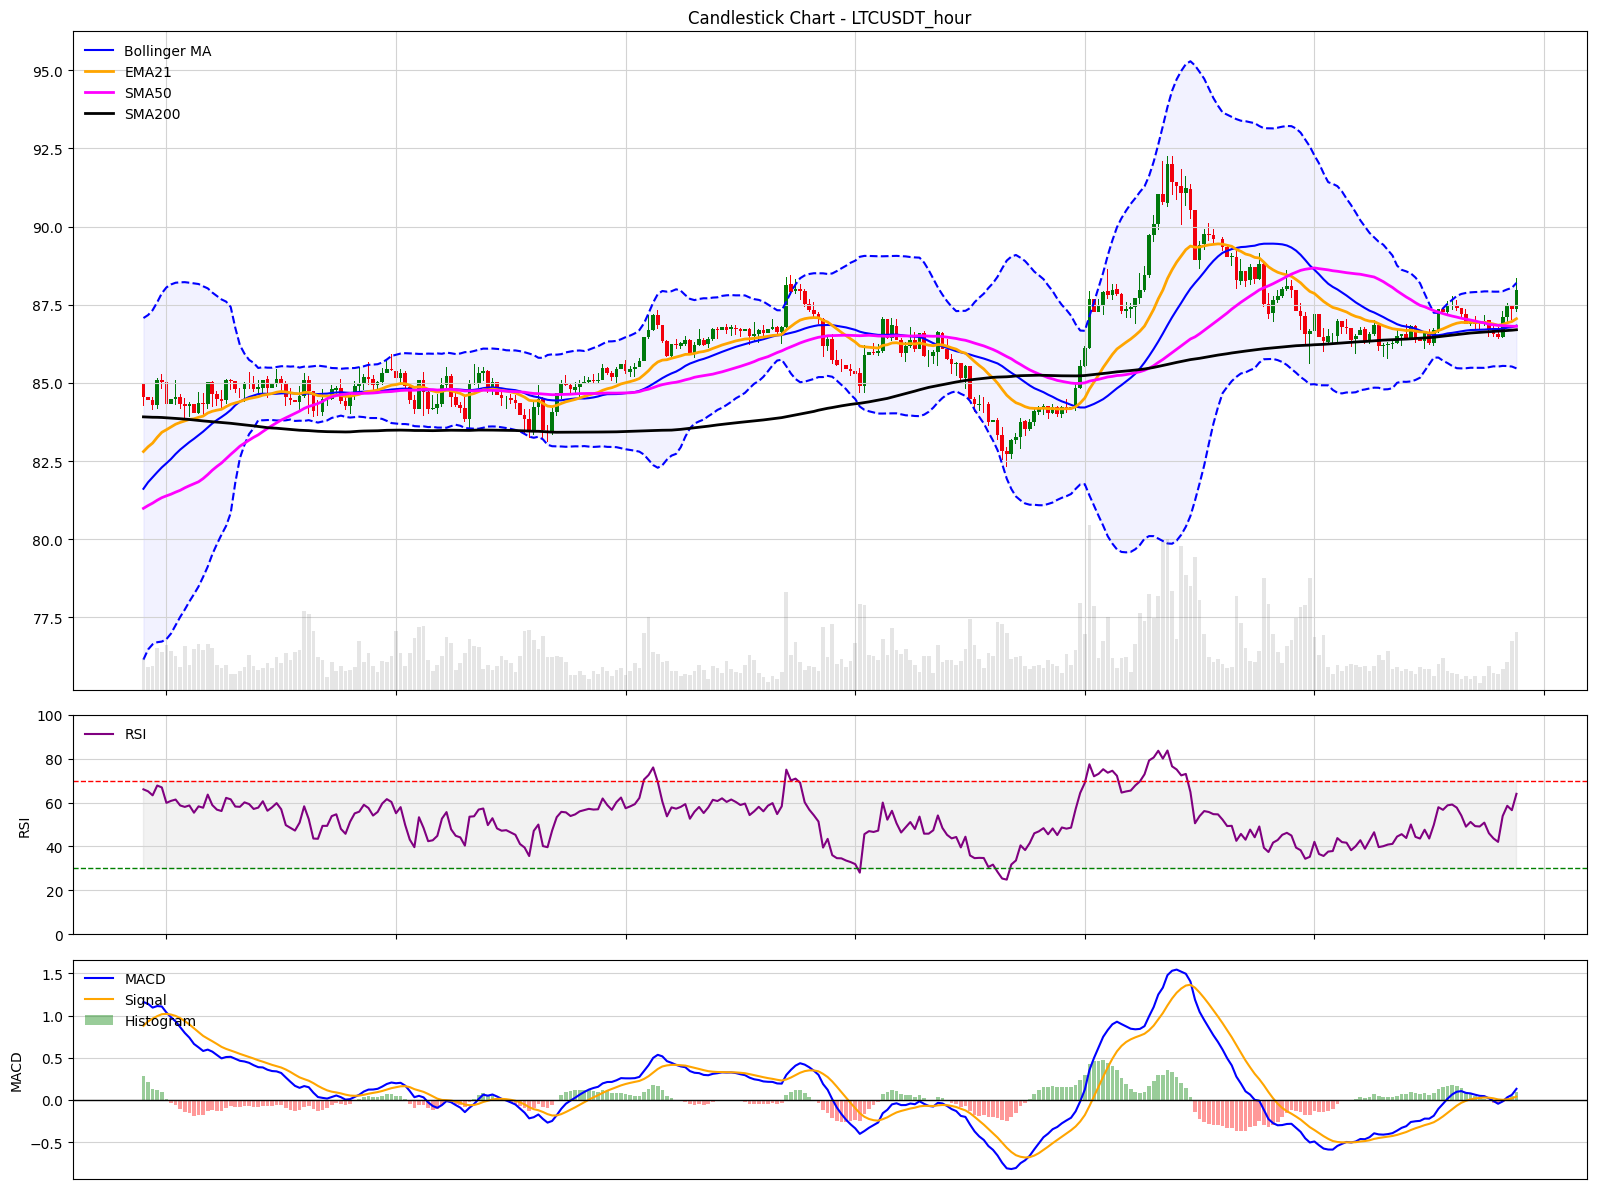 Candlestick Chart - LTCUSDT_hour
Bollinger MA
EMA21
SMA50
SMA200
95.0
92.5
90.0
87.5
85.0
82.5
80.0
77.5
RSI
100
80
60
40
20
0
RSI
MACD
Signal
Histogram
1.5
1.0
0.5
0.0
−0.5
MACD